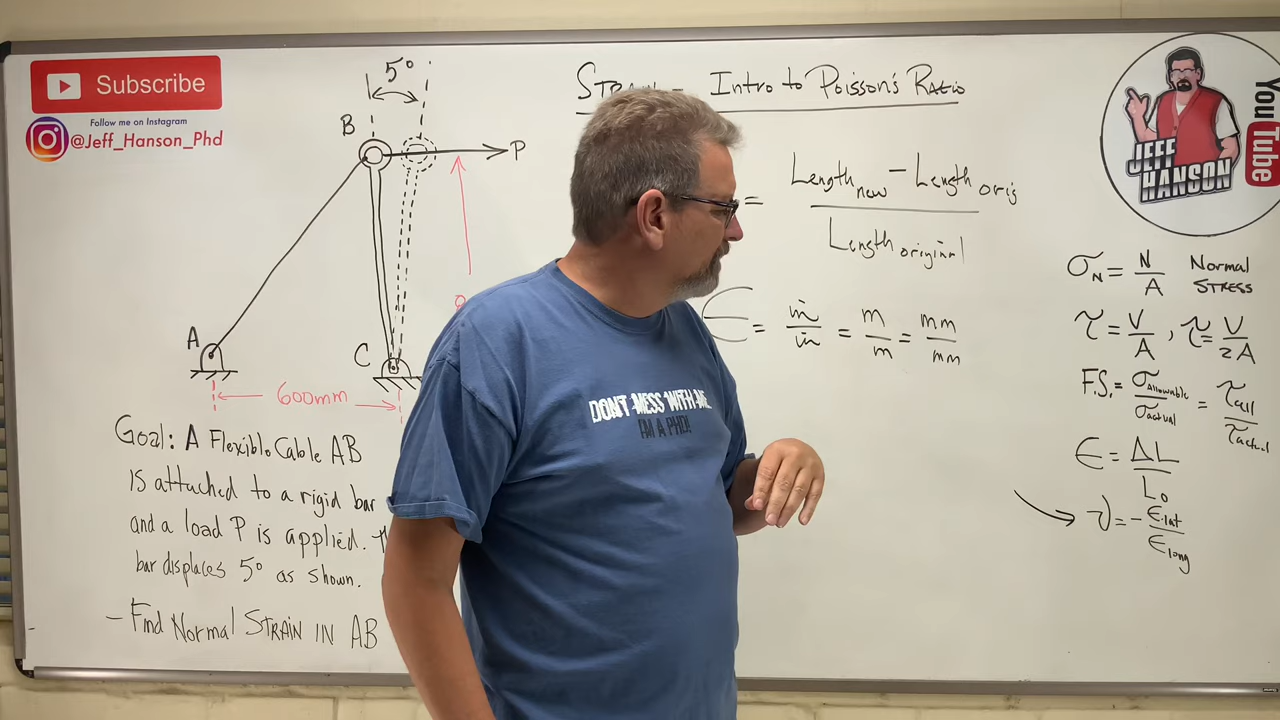 Subscribe
Follow me on Instagram
@Jeff_Hanson_Phd
5°
B
P
A
C
600mm
Goal: A Flexible Cable AB
is attached to a rigid bar
and a load P is applied.
bar displaces 5° as shown.
- Find Normal STRAIN IN AB
Intro to Poisson's Ratio
= Length new - Length orig
Length original
ϵ = in/in = m/m = mm/mm
DON'T MESS WITH ME
I'M A PHD!
JEFF
HANSON
YouTube
σN = N/A Normal STRESS
τ = V/A , τ = V/2A
F.S. = σAllowable/σactual = τall/τactual
ϵ = ΔL/L₀
ν = - ϵlat/ϵlong